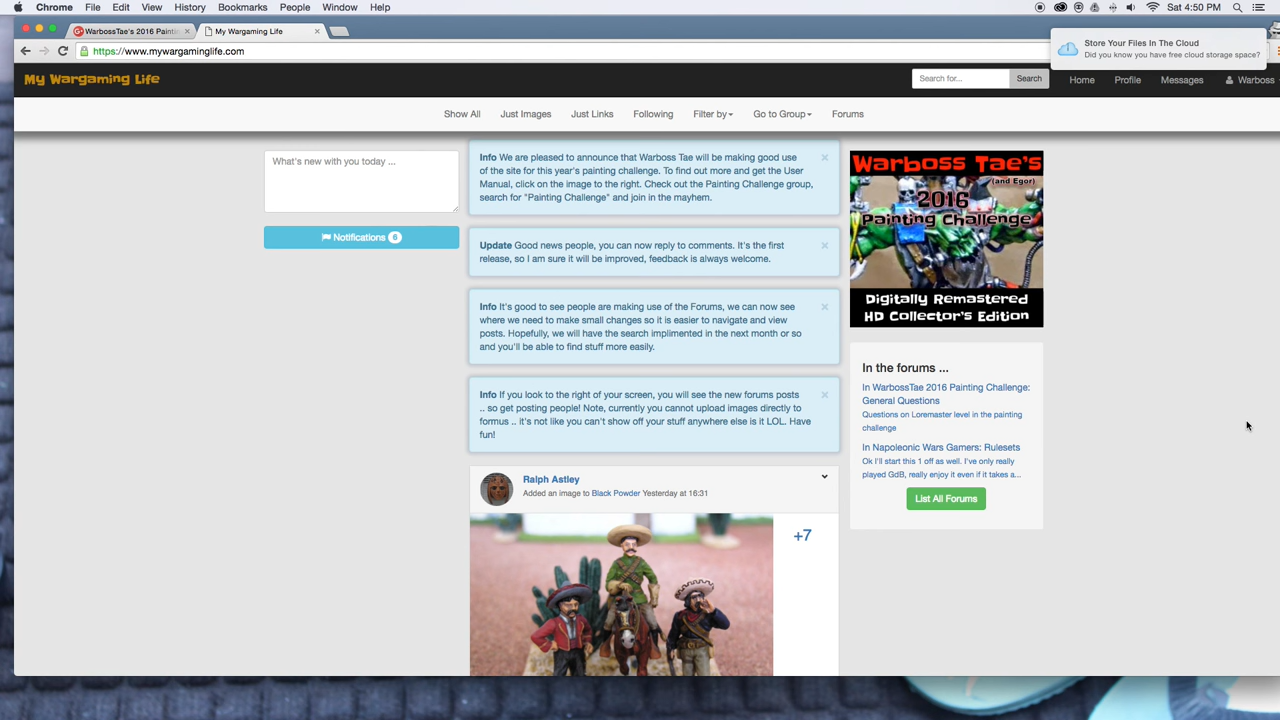 Chrome File Edit View History Bookmarks People Window Help
Sat 4:50 PM
WarbossTae's 2016 Painti
My Wargaming Life
https://www.mywargaminglife.com
Store Your Files In The Cloud
Did you know you have free cloud storage space?
My Wargaming Life
Search for...
Search
Home
Profile
Messages
Warboss
Show All
Just Images
Just Links
Following
Filter by
Go to Group
Forums
What's new with you today ...
Notifications 6
Info We are pleased to announce that Warboss Tae will be making good use
of the site for this year's painting challenge. To find out more and get the User
Manual, click on the image to the right. Check out the Painting Challenge group,
search for "Painting Challenge" and join in the mayhem.
Update Good news people, you can now reply to comments. It's the first
release, so I am sure it will be improved, feedback is always welcome.
Info It's good to see people are making use of the Forums, we can now see
where we need to make small changes so it is easier to navigate and view
posts. Hopefully, we will have the search implimented in the next month or so
and you'll be able to find stuff more easily.
Info If you look to the right of your screen, you will see the new forums posts
.. so get posting people! Note, currently you cannot upload images directly to
formus .. it's not like you can't show off your stuff anywhere else is it LOL. Have
fun!
Ralph Astley
Added an image to Black Powder Yesterday at 16:31
+7
Warboss Tae's
(and Egor)
2016
Painting Challenge
Digitally Remastered
HD Collector's Edition
In the forums ...
In WarbossTae 2016 Painting Challenge:
General Questions
Questions on Loremaster level in the painting
challenge
In Napoleonic Wars Gamers: Rulesets
Ok I'll start this 1 off as well. I've only really
played GdB, really enjoy it even if it takes a...
List All Forums